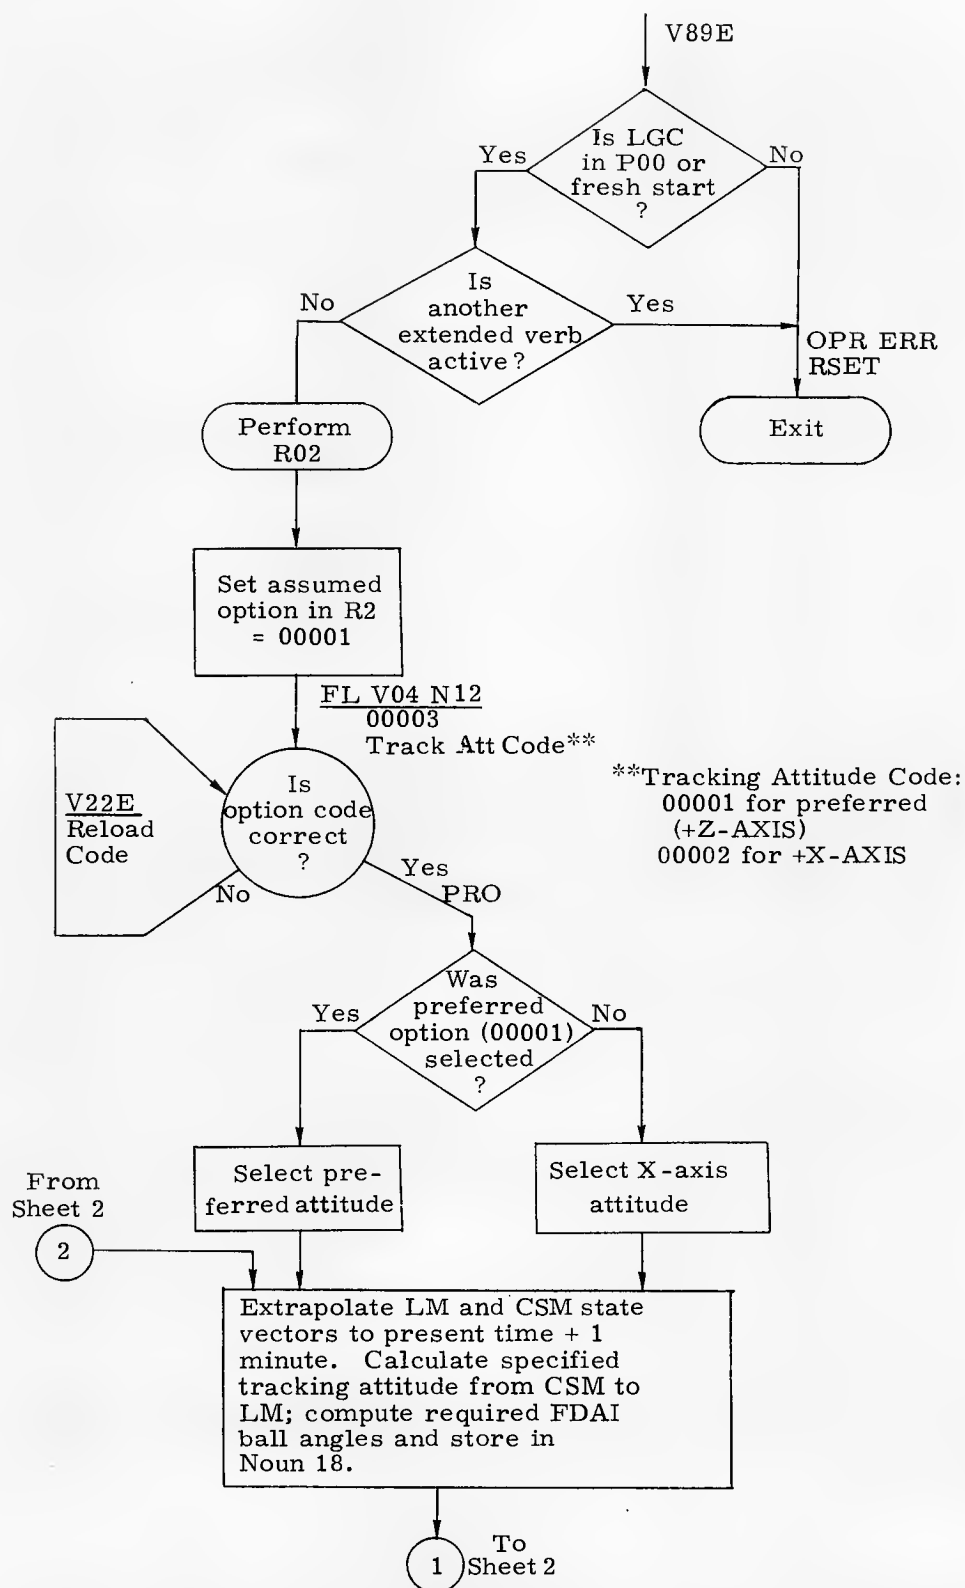 V89E
Is LGC
in P00 or
fresh start
?
Yes
No
Is
another
extended verb
active?
No
Yes
OPR ERR
RSET
Perform
R02
Exit
Set assumed
option in R2
= 00001
FL V04 N12
00003
Track Att Code**
Is
option code
correct
?
V22E
Reload
Code
No
Yes
PRO
**Tracking Attitude Code:
00001 for preferred
(+Z-AXIS)
00002 for +X-AXIS
Was
preferred
option (00001)
selected
?
Yes
No
Select pre-
ferred attitude
Select X-axis
attitude
From
Sheet 2
2
Extrapolate LM and CSM state
vectors to present time + 1
minute. Calculate specified
tracking attitude from CSM to
LM; compute required FDAI
ball angles and store in
Noun 18.
1
To
Sheet 2